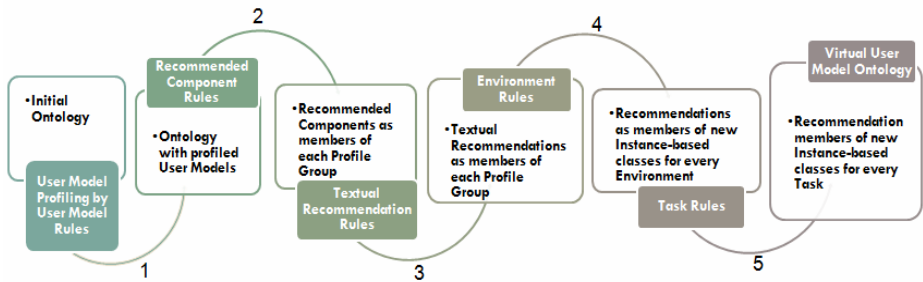 •Initial
Ontology
User Model
Profiling by
User Model
Rules
1
Recommended
Component
Rules
•Ontology
with profiled
User Models
2
•Recommended
Components as
members of
each Profile
Group
Textual
Recommendation
Rules
3
Environment
Rules
•Textual
Recommendations
as members of
each Profile
Group
4
•Recommendations
as members of new
Instance-based
classes for every
Environment
Task Rules
5
Virtual User
Model Ontology
•Recommendation
members of new
Instance-based
classes for every
Task